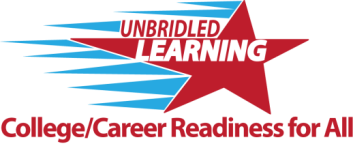 UNBRIDLED
LEARNING
College/Career Readiness for All